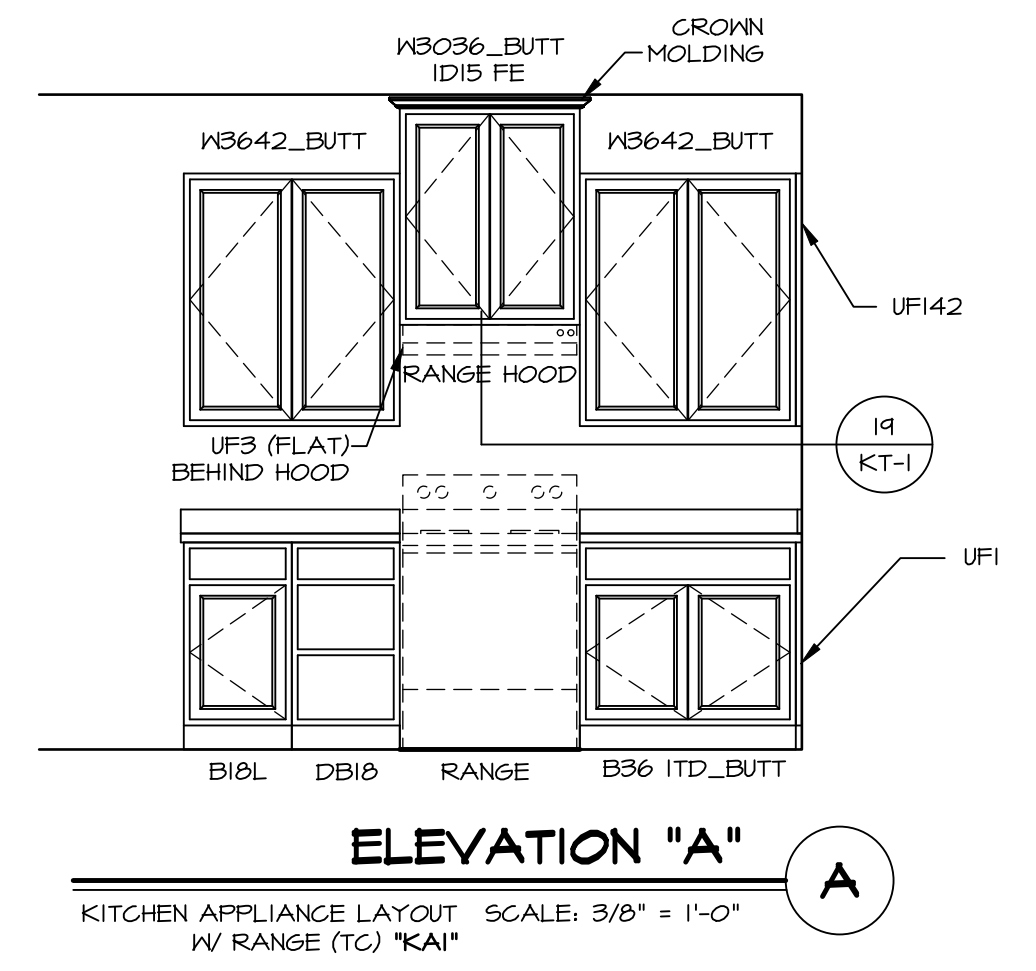 W3036_BUTT
1D15 FE
CROWN
MOLDING
W3642_BUTT
W3642_BUTT
UF142
RANGE HOOD
UF3 (FLAT)
BEHIND HOOD
19
KT-1
UF1
B18L
DB18
RANGE
B36 1TD_BUTT
ELEVATION "A"
A
KITCHEN APPLIANCE LAYOUT SCALE: 3/8" = 1'-0"
W/ RANGE (TC) "KA1"